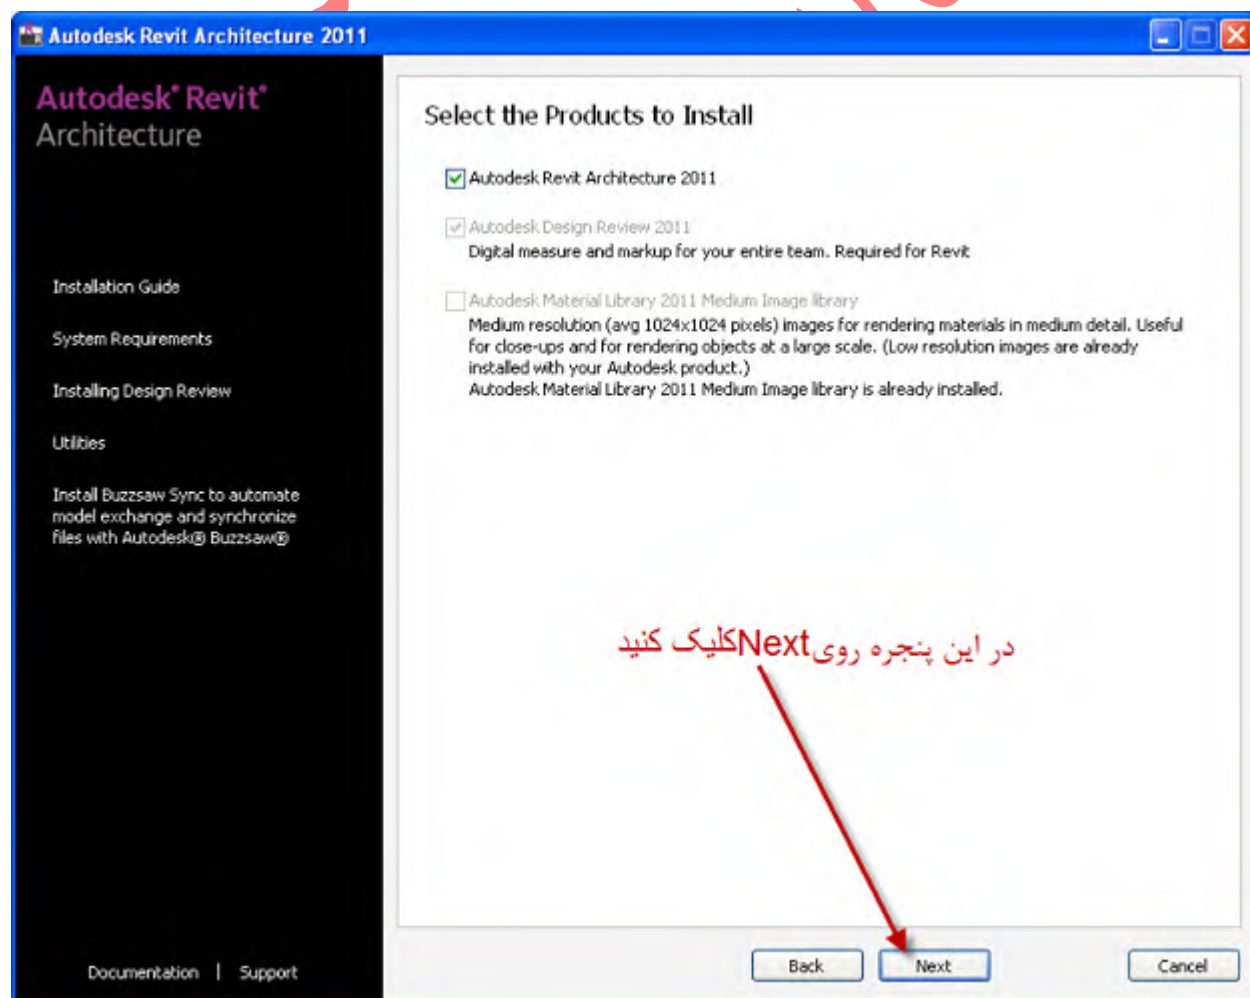 Autodesk Revit Architecture 2011
Autodesk® Revit®
Architecture
Installation Guide
System Requirements
Installing Design Review
Utilities
Install Buzzsaw Sync to automate
model exchange and synchronize
files with Autodesk® Buzzsaw®
Documentation | Support
Select the Products to Install
Autodesk Revit Architecture 2011
Autodesk Design Review 2011
Digital measure and markup for your entire team. Required for Revit
Autodesk Material Library 2011 Medium Image library
Medium resolution (avg 1024x1024 pixels) images for rendering materials in medium detail. Useful
for close-ups and for rendering objects at a large scale. (Low resolution images are already
installed with your Autodesk product.)
Autodesk Material Library 2011 Medium Image library is already installed.
در این پنجره روی Next کلیک کنید
Back Next Cancel